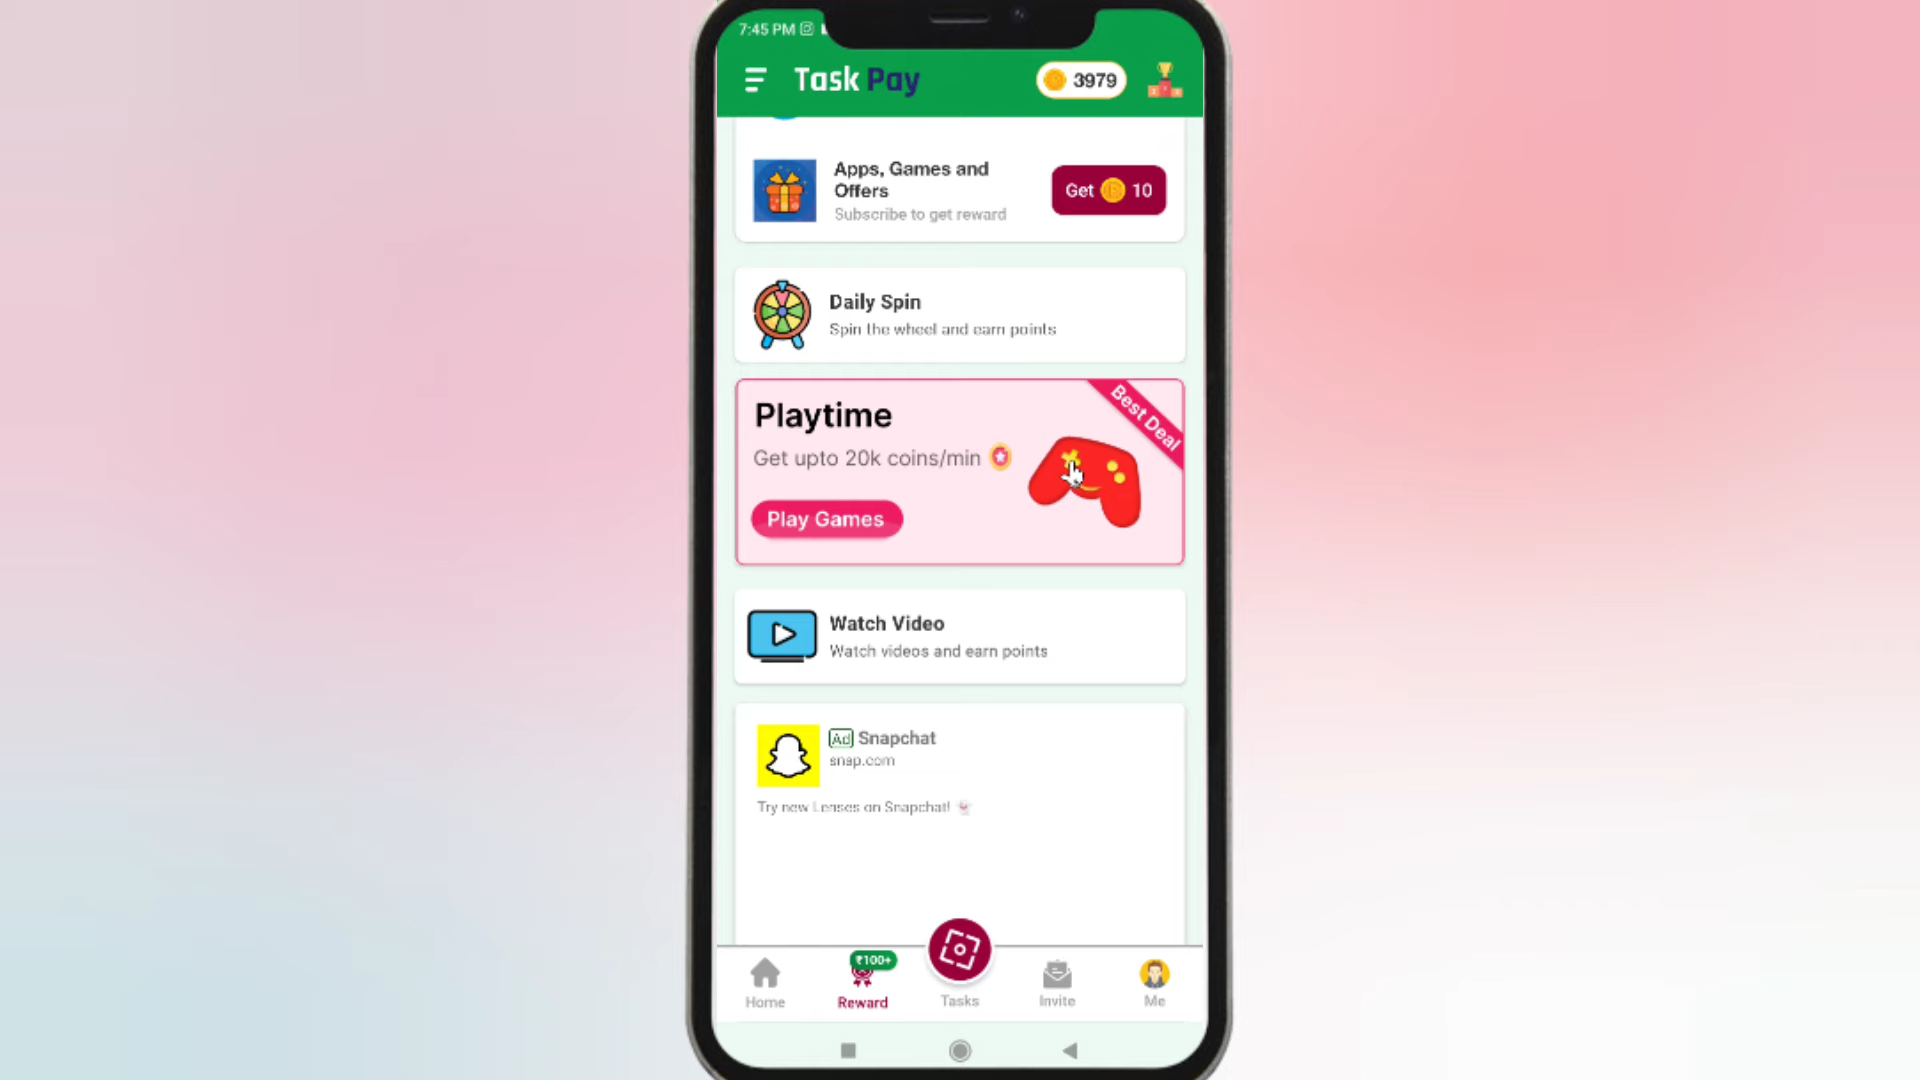 7:45 PM
Task Pay
3979
Apps, Games and
Offers
Subscribe to get reward
Get 10
Daily Spin
Spin the wheel and earn points
Best Deal
Playtime
Get upto 20k coins/min
Play Games
Watch Video
Watch videos and earn points
Ad Snapchat
snap.com
Try new Lenses on Snapchat!
₹100+
Home
Reward
Tasks
Invite
Me